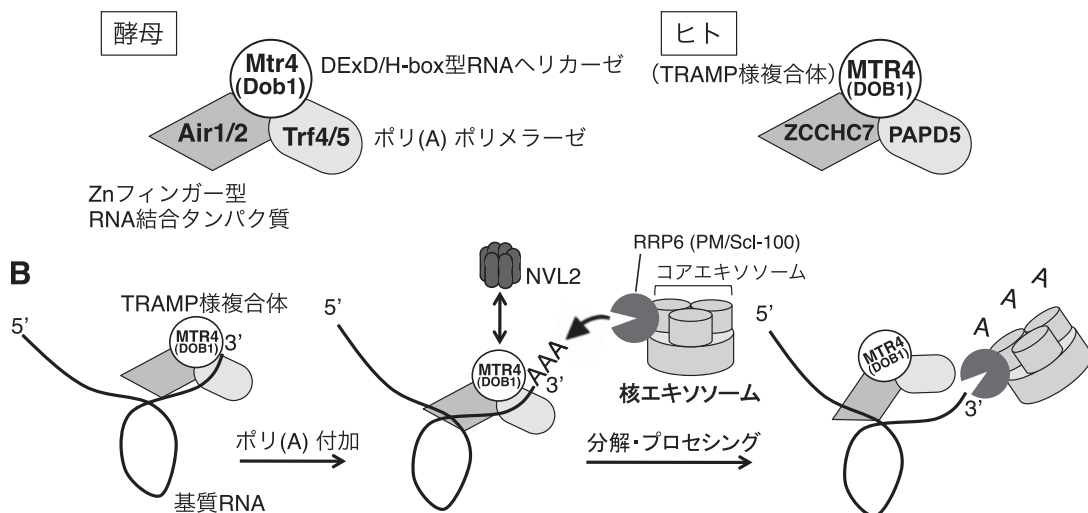 酵母
Mtr4
(Dob1)
DExD/H-box型RNAヘリカーゼ
Air1/2
Trf4/5
ポリ(A) ポリメラーゼ
Znフィンガー型
RNA結合タンパク質
ヒト
(TRAMP様複合体)
MTR4
(DOB1)
ZCCHC7
PAPD5
B
TRAMP様複合体
5’
MTR4
(DOB1)
3’
基質RNA
ポリ(A) 付加
5’
NVL2
MTR4
(DOB1)
AAA
3’
RRP6 (PM/Scl-100)
コアエキソソーム
核エキソソーム
分解・プロセシング
5’
MTR4
(DOB1)
A
A
A
3’